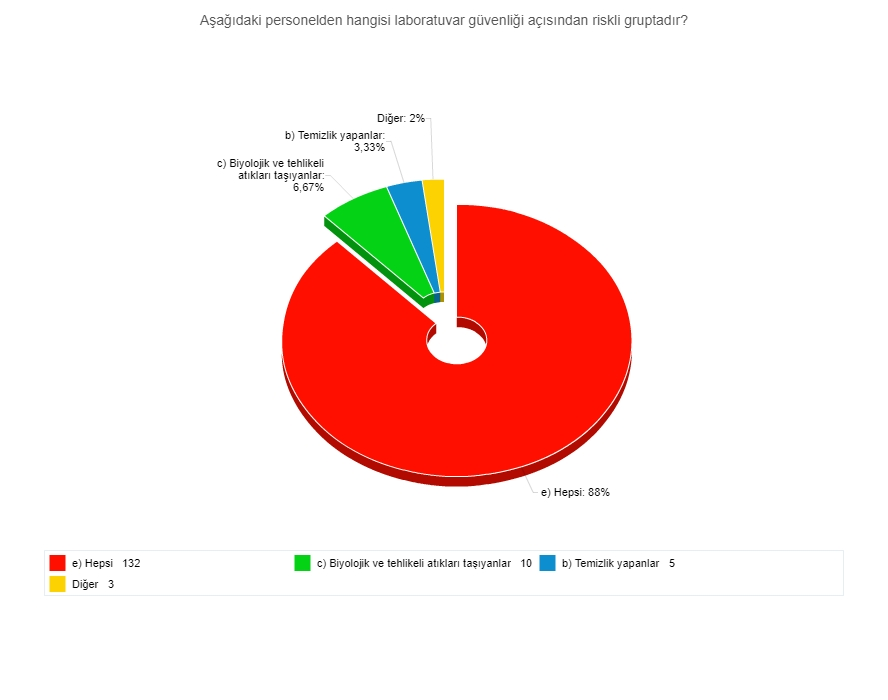 Aşağıdaki personelden hangisi laboratuvar güvenliği açısından riskli gruptadır?
Diğer: 2%
b) Temizlik yapanlar:
3,33%
c) Biyolojik ve tehlikeli
atıkları taşıyanlar:
6,67%
e) Hepsi: 88%
e) Hepsi 132
c) Biyolojik ve tehlikeli atıkları taşıyanlar 10
b) Temizlik yapanlar 5
Diğer 3